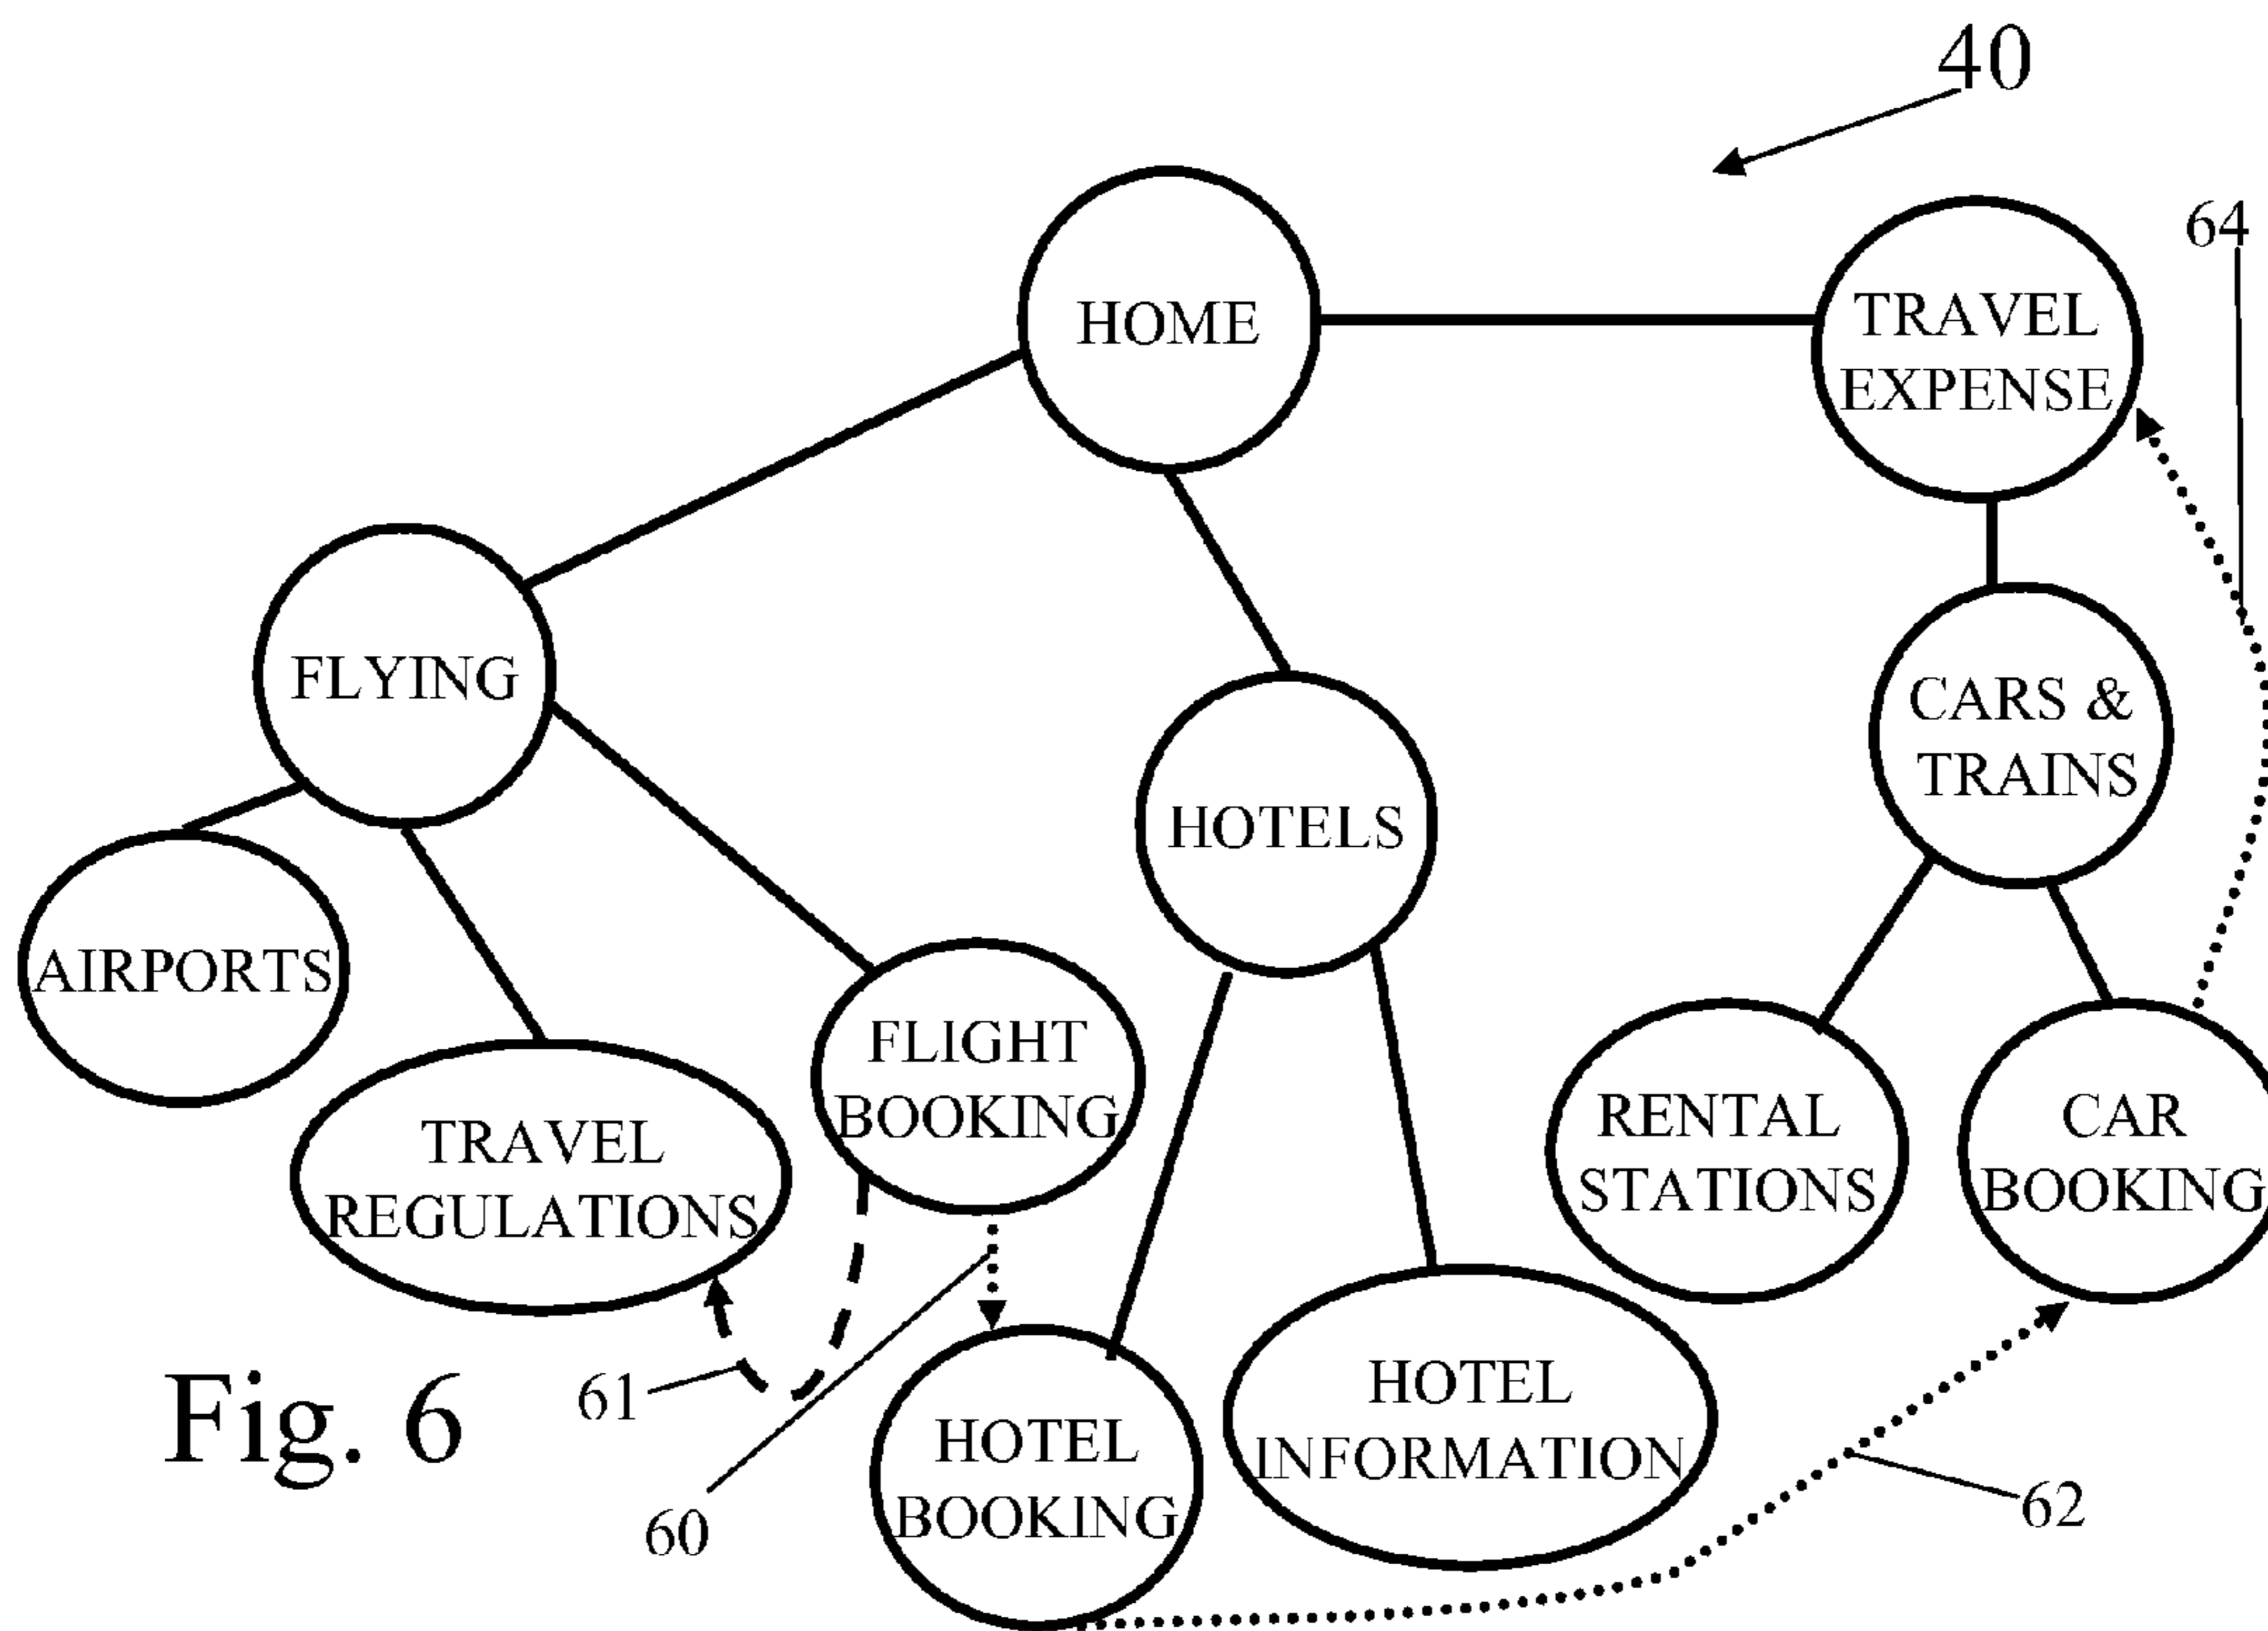 40
64
HOME
TRAVEL
EXPENSE
FLYING
CARS &
TRAINS
HOTELS
AIRPORTS
FLIGHT
BOOKING
TRAVEL
REGULATIONS
RENTAL
STATIONS
CAR
BOOKING
HOTEL
INFORMATION
HOTEL
BOOKING
61
60
62
Fig. 6